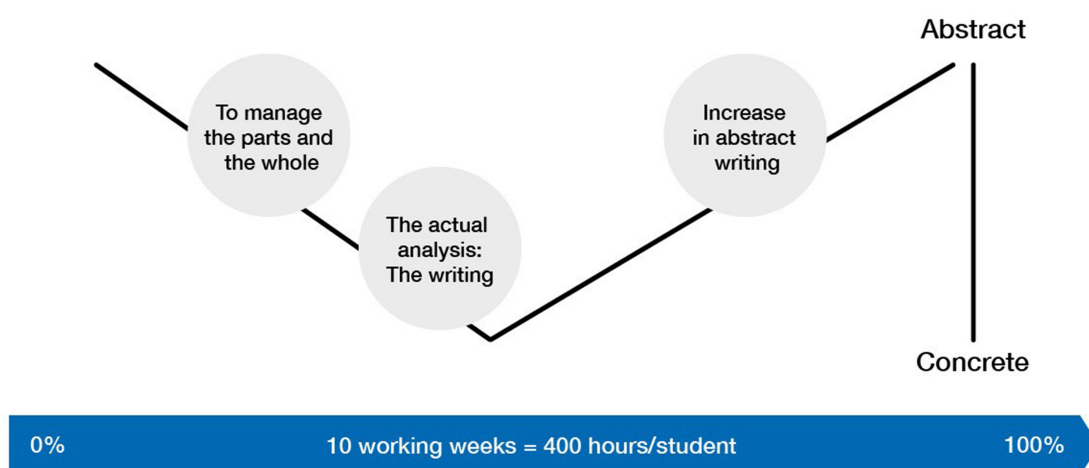 Abstract
To manage
the parts and
the whole
Increase
in abstract
writing
The actual
analysis:
The writing
Concrete
0%
10 working weeks = 400 hours/student
100%